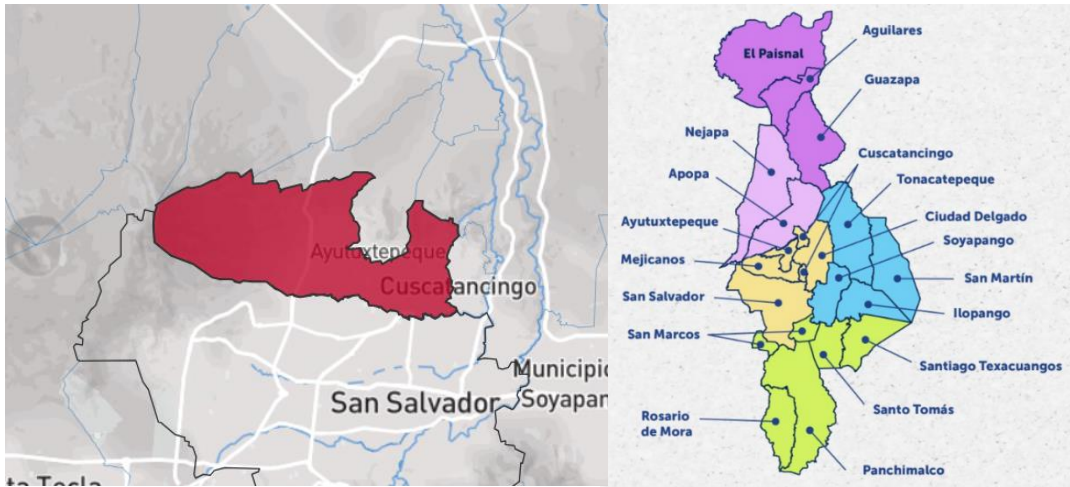 Ayutuxtepeque
Cuscatancingo
Municipio
Soyapan
San Salvador
ta Tecla
El Paisnal
Aguilares
Guazapa
Nejapa
Cuscatancingo
Apopa
Tonacatepeque
Ayutuxtepeque
Ciudad Delgado
Soyapango
Mejicanos
San Martín
San Salvador
Ilopango
San Marcos
Santiago Texacuangos
Santo Tomás
Rosario
de Mora
Panchimalco